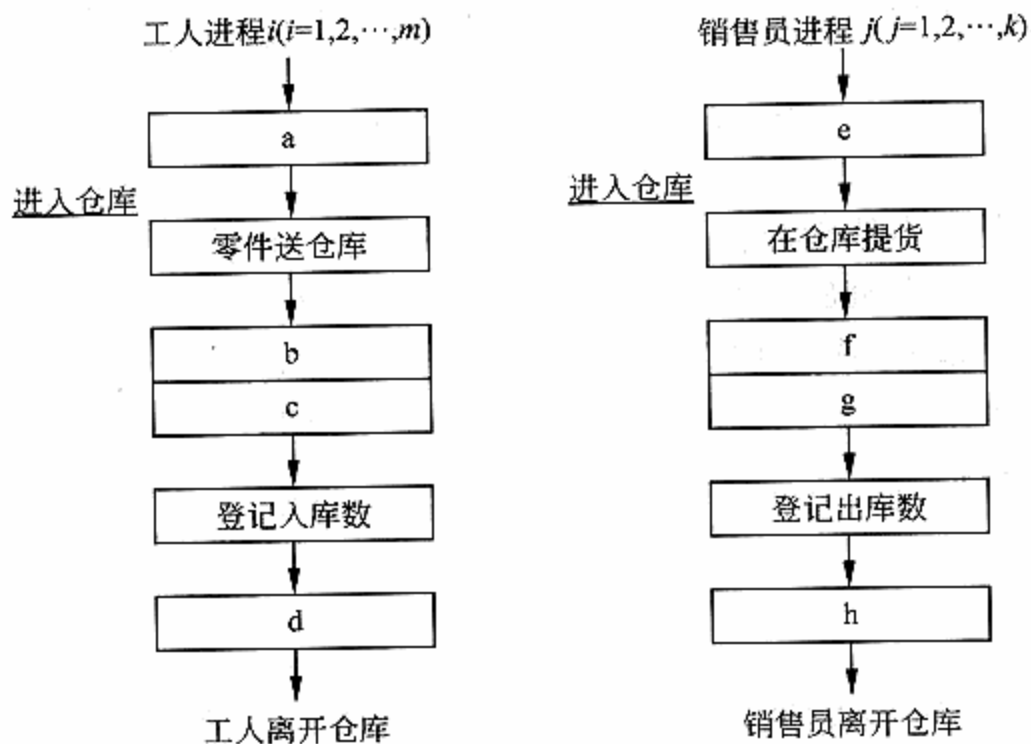 工人进程i(i=1,2,⋯,m)
a
进入仓库
零件送仓库
b
c
登记入库数
d
工人离开仓库
销售员进程 j(j=1,2,⋯,k)
e
进入仓库
在仓库提货
f
g
登记出库数
h
销售员离开仓库